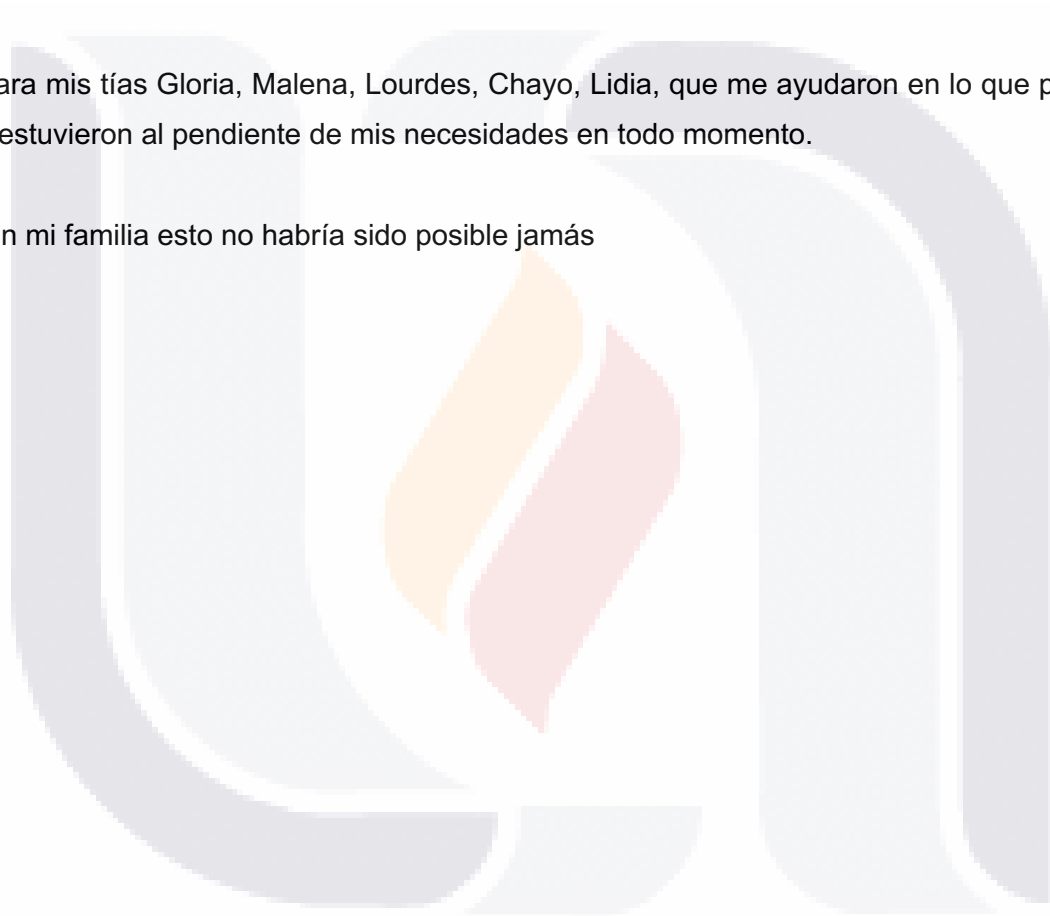 ara mis tías Gloria, Malena, Lourdes, Chayo, Lidia, que me ayudaron en lo que p
estuvieron al pendiente de mis necesidades en todo momento.
n mi familia esto no habría sido posible jamás